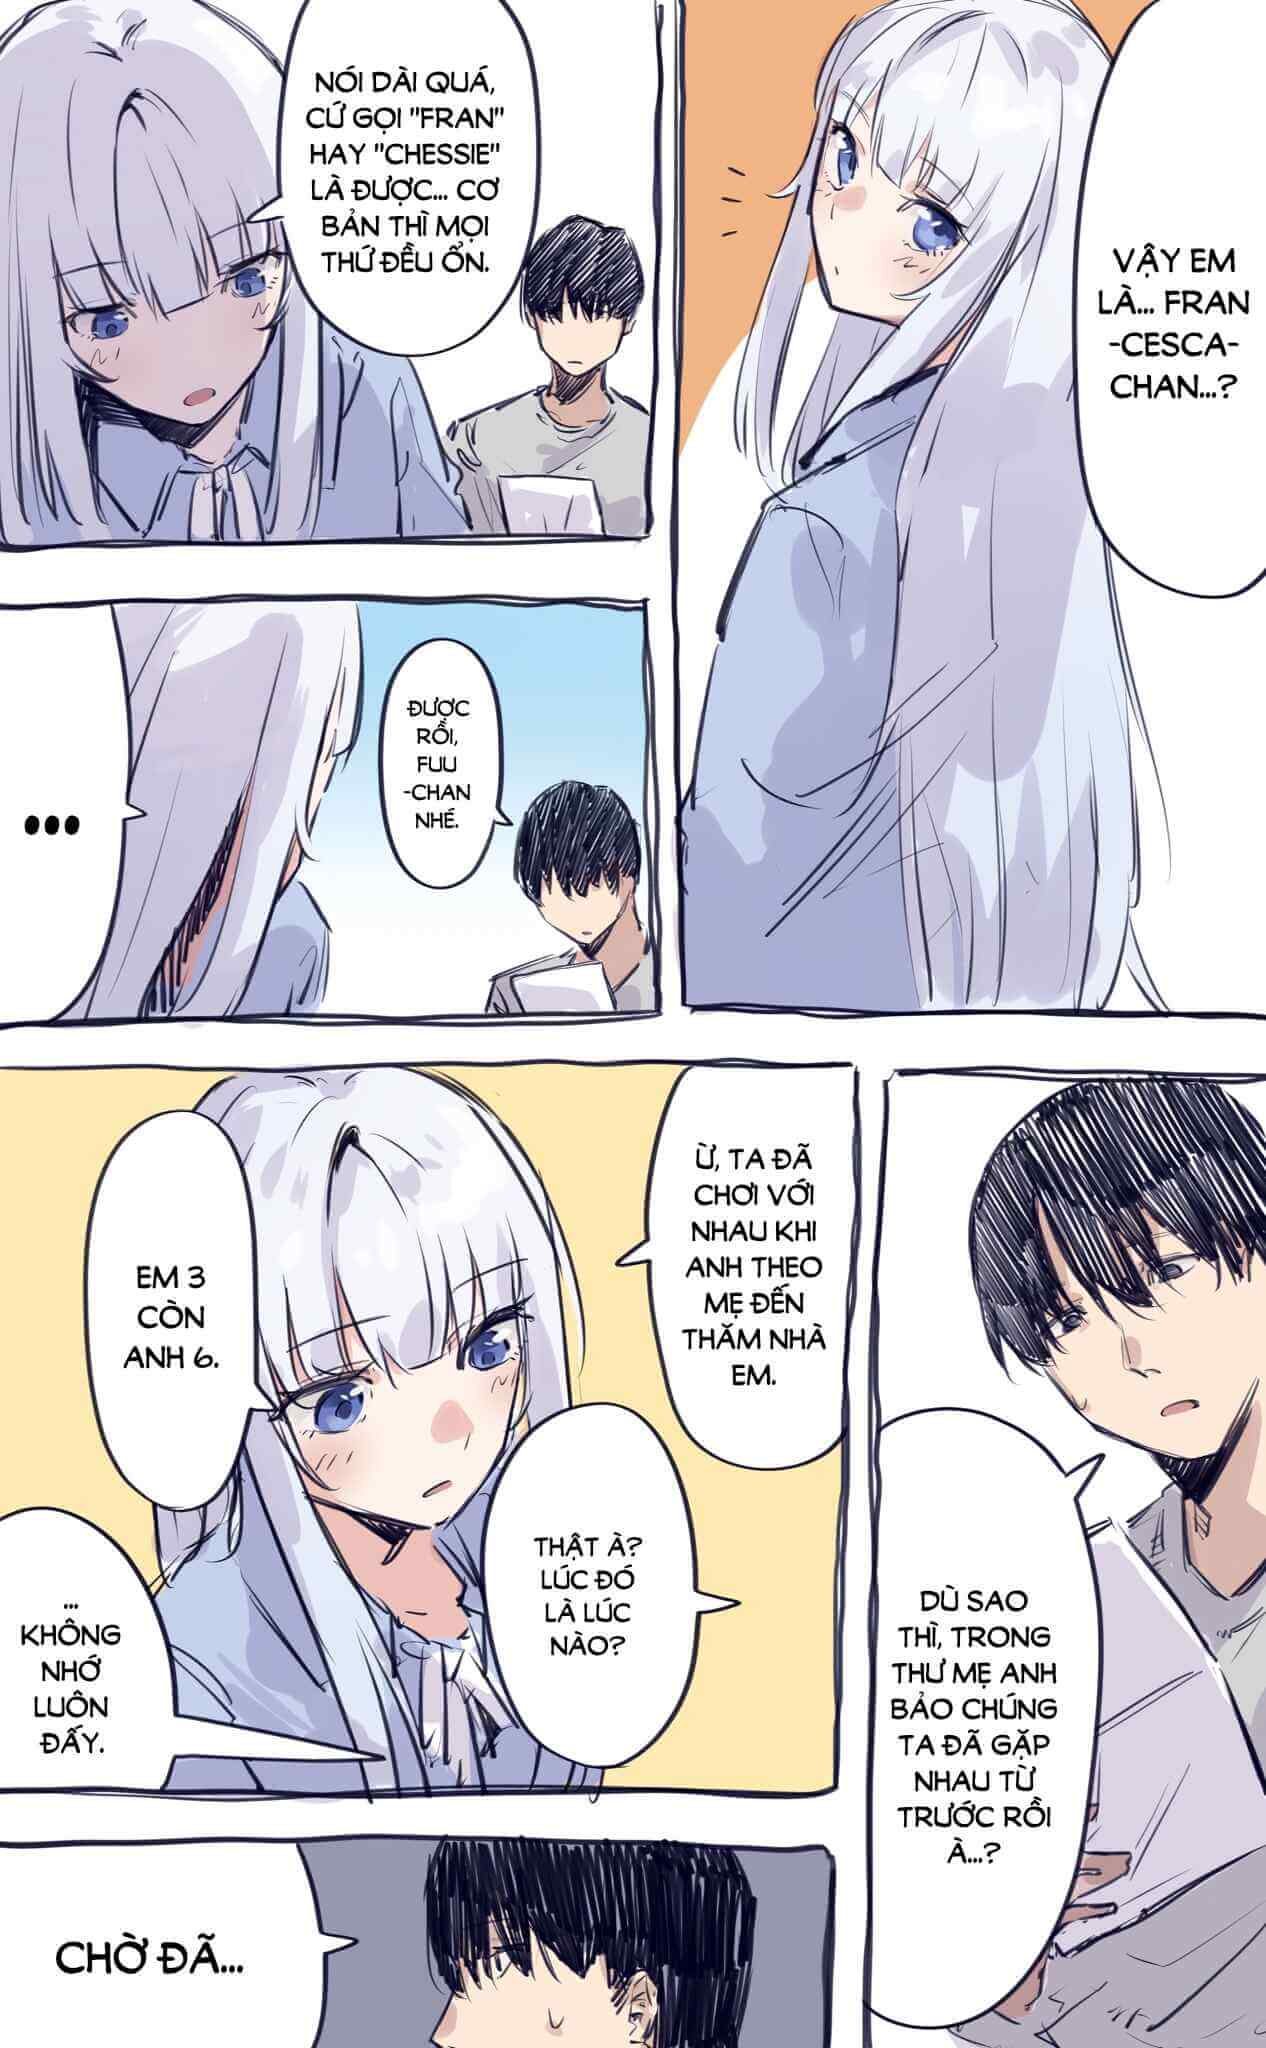 VẬY EM
LÀ... FRAN
-CESCA-
CHAN...?
NÓI DÀI QUÁ,
CỨ GỌI "FRAN"
HAY "CHESSIE"
LÀ ĐƯỢC... CƠ
BẢN THÌ MỌI
THỨ ĐỀU ỔN.
ĐƯỢC
RỒI,
FUU
-CHAN
NHÉ.
...
DÙ SAO
THÌ, TRONG
THƯ MẸ ANH
BẢO CHÚNG
TA ĐÃ GẶP
NHAU TỪ
TRƯỚC RỒI
À...?
Ừ, TA ĐÃ
CHƠI VỚI
NHAU KHI
ANH THEO
MẸ ĐẾN
THĂM NHÀ
EM.
THẬT À?
LÚC ĐÓ
LÀ LÚC
NÀO?
EM 3
CÒN
ANH 6.
...
KHÔNG
NHỚ
LUÔN
ĐẤY.
CHỜ ĐÃ...